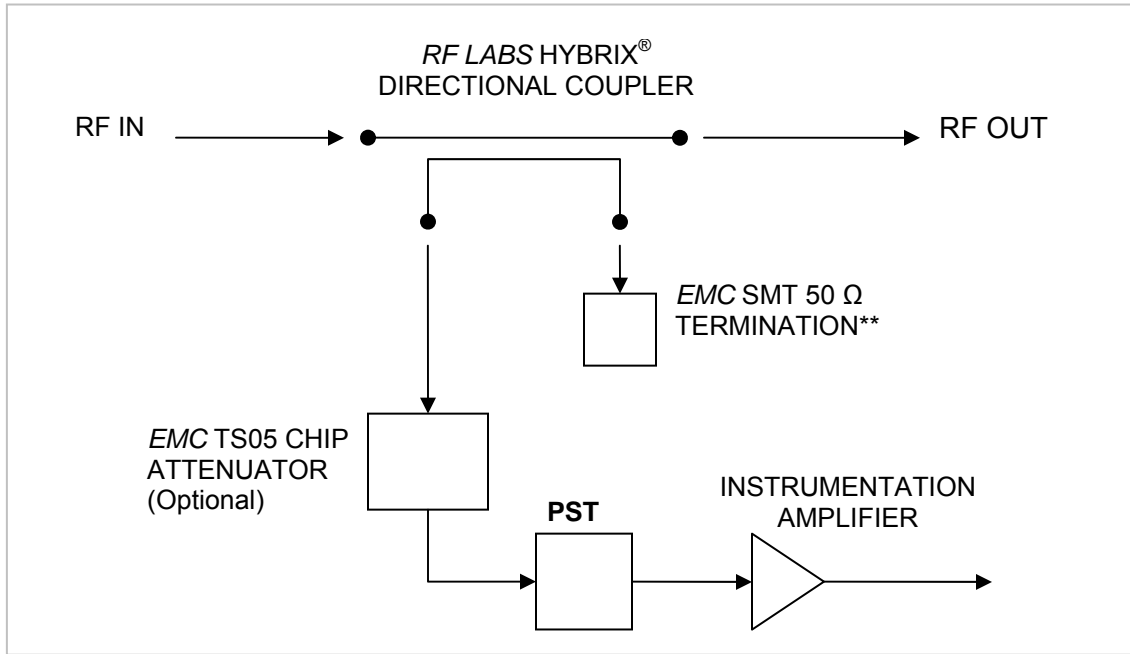 RF LABS HYBRIX®
DIRECTIONAL COUPLER
RF IN
RF OUT
EMC SMT 50 Ω
TERMINATION**
EMC TS05 CHIP
ATTENUATOR
(Optional)
PST
INSTRUMENTATION
AMPLIFIER